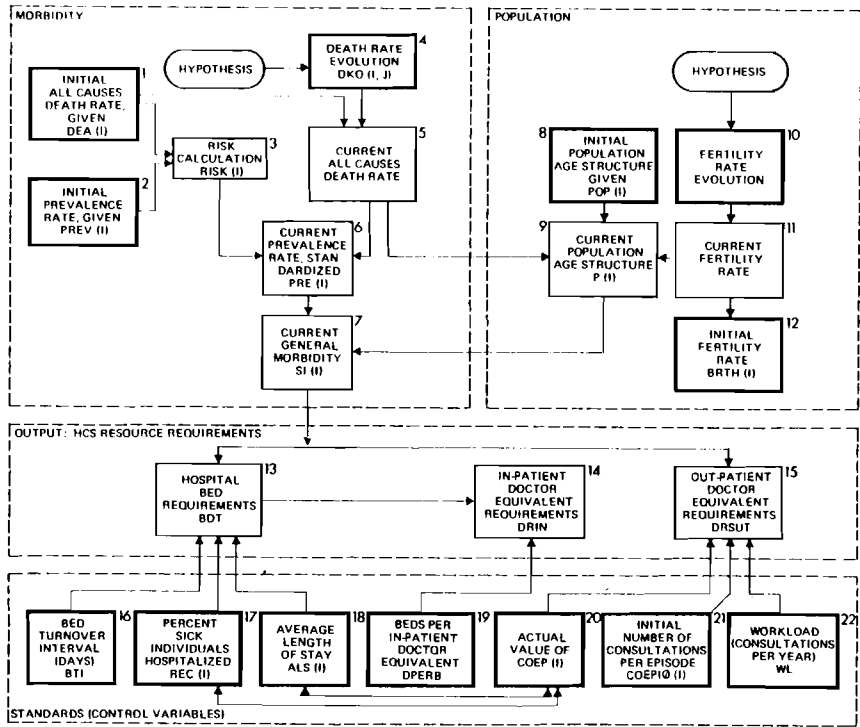 MORBIDITY
1
INITIAL
ALL CAUSES
DEATH RATE,
GIVEN
DEA (I)
2
INITIAL
PREVALENCE
RATE, GIVEN
PREV (I)
HYPOTHESIS
3
RISK
CALCULATION
RISK (I)
4
DEATH RATE
EVOLUTION
DKO (I, J)
5
CURRENT
ALL CAUSES
DEATH RATE
6
CURRENT
PREVALENCE
RATE, STAN
DARDIZED
PRE (I)
7
CURRENT
GENERAL
MORBIDITY
SI (I)
POPULATION
HYPOTHESIS
8
INITIAL
POPULATION
AGE STRUCTURE
GIVEN
POP (I)
9
CURRENT
POPULATION
AGE STRUCTURE
P (I)
10
FERTILITY
RATE
EVOLUTION
11
CURRENT
FERTILITY
RATE
12
INITIAL
FERTILITY
RATE
BRTH (I)
OUTPUT: HCS RESOURCE REQUIREMENTS
13
HOSPITAL
BED
REQUIREMENTS
BDT
14
IN-PATIENT
DOCTOR
EQUIVALENT
REQUIREMENTS
DRIN
15
OUT-PATIENT
DOCTOR
EQUIVALENT
REQUIREMENTS
DRSUT
BED
TURNOVER
INTERVAL
(DAYS)
BTI
16
PERCENT
SICK
INDIVIDUALS
HOSPITALIZED
REC (I)
17
AVERAGE
LENGTH
OF STAY
ALS (I)
18
BEDS PER
IN-PATIENT
DOCTOR
EQUIVALENT
DPERB
19
ACTUAL
VALUE OF
COEP (I)
20
INITIAL
NUMBER OF
CONSULTATIONS
PER EPISODE
COEPIØ (I)
21
WORKLOAD
(CONSULTATIONS
PER YEAR)
WL
22
STANDARDS (CONTROL VARIABLES)